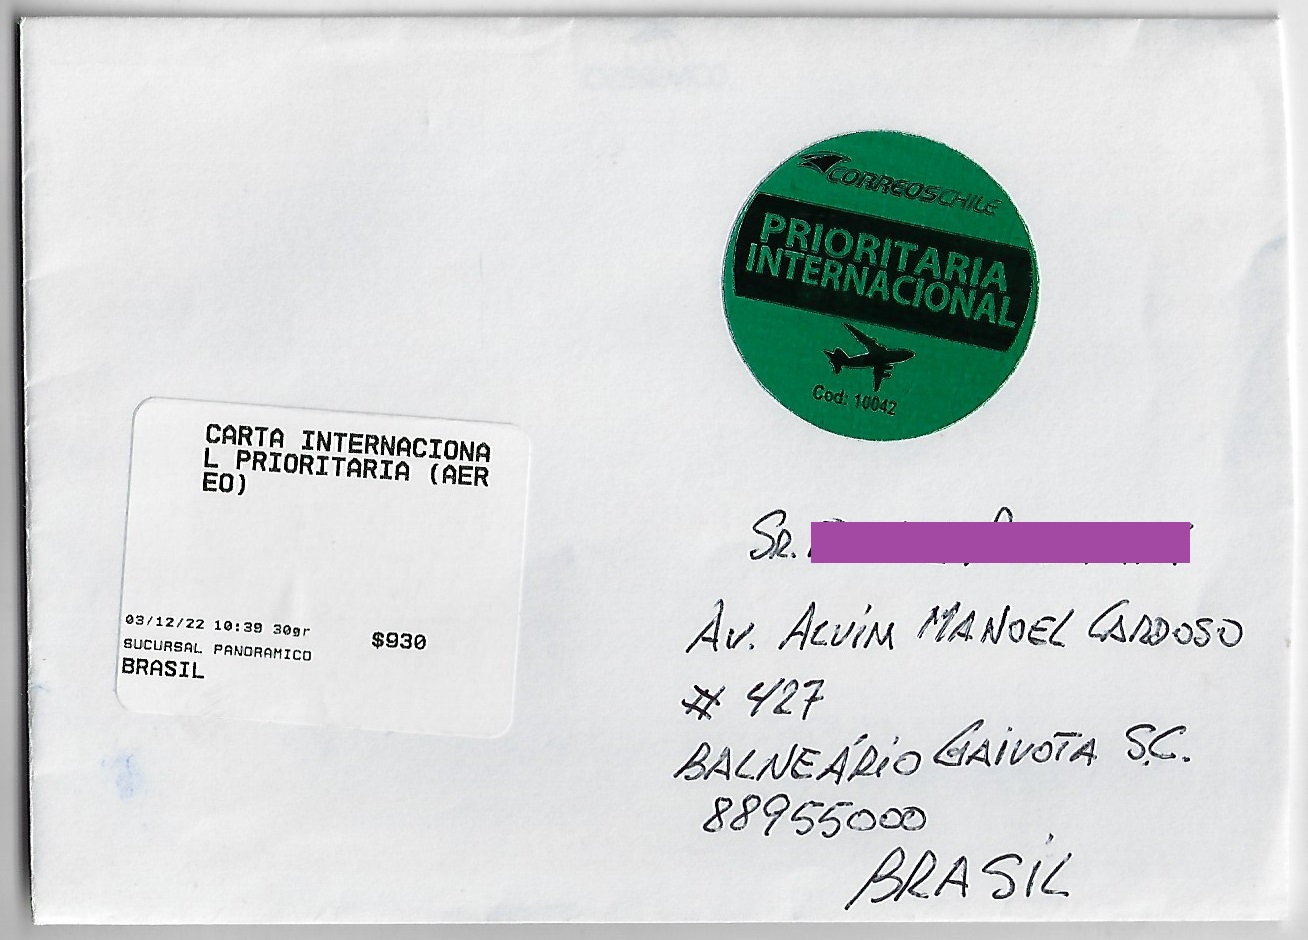 CORREOSCHILE
PRIORITARIA
INTERNACIONAL
Cod: 10042
CARTA INTERNACIONA
L PRIORITARIA (AER
EO)
03/12/22 10:39 30gr
$930
SUCURSAL PANORAMICO
BRASIL
SR.
AV. ALVIM MANOEL CARDOSO
# 427
BALNEÁRIO GAIVOTA S.C.
88955000
BRASIL